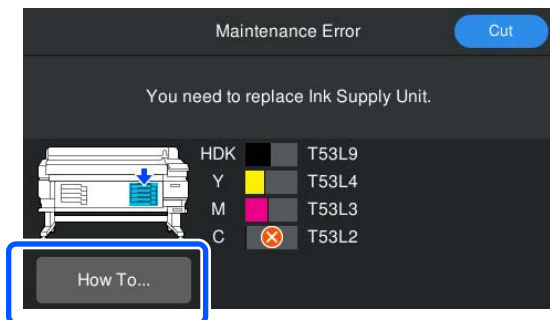 Maintenance Error
Cut
You need to replace Ink Supply Unit.
HDK T53L9
Y T53L4
M T53L3
C T53L2
How To...